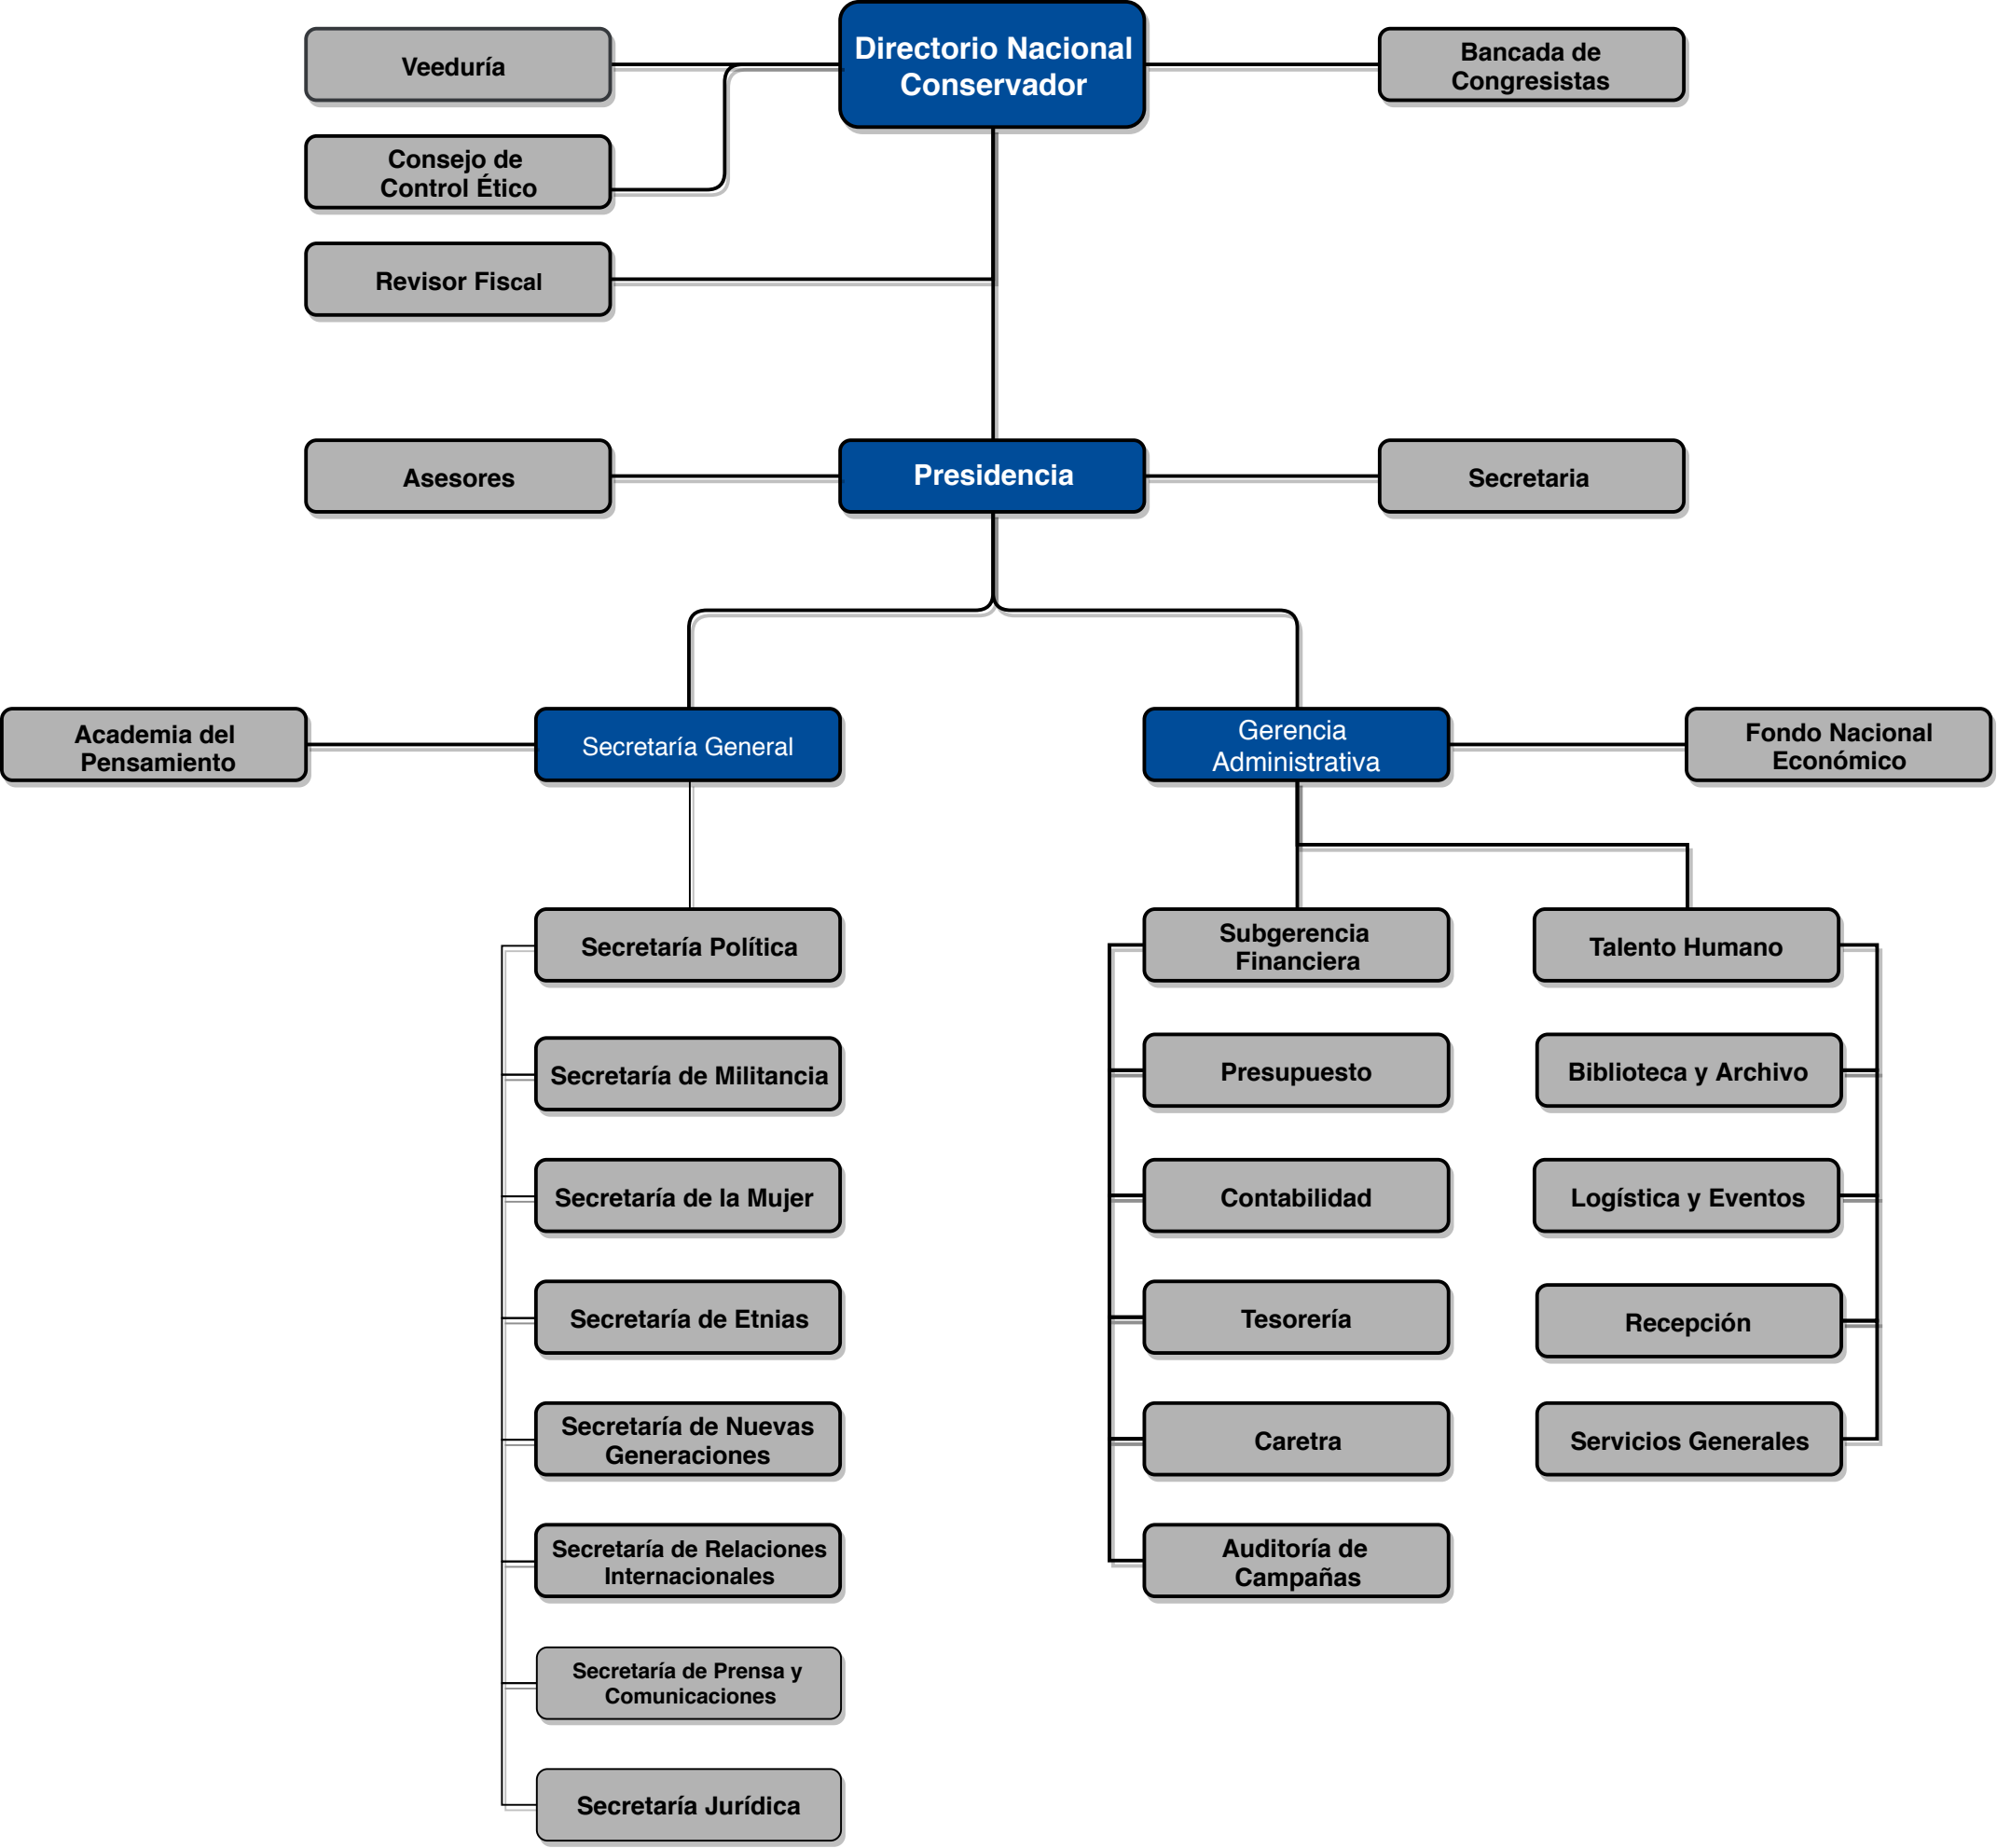 Directorio Nacional
Conservador
Veeduría
Bancada de
Congresistas
Consejo de
Control Ético
Revisor Fiscal
Asesores
Presidencia
Secretaria
Academia del
Pensamiento
Secretaría General
Gerencia
Administrativa
Fondo Nacional
Económico
Secretaría Política
Secretaría de Militancia
Secretaría de la Mujer
Secretaría de Etnias
Secretaría de Nuevas
Generaciones
Secretaría de Relaciones
Internacionales
Secretaría de Prensa y
Comunicaciones
Secretaría Jurídica
Subgerencia
Financiera
Presupuesto
Contabilidad
Tesorería
Caretra
Auditoría de
Campañas
Talento Humano
Biblioteca y Archivo
Logística y Eventos
Recepción
Servicios Generales